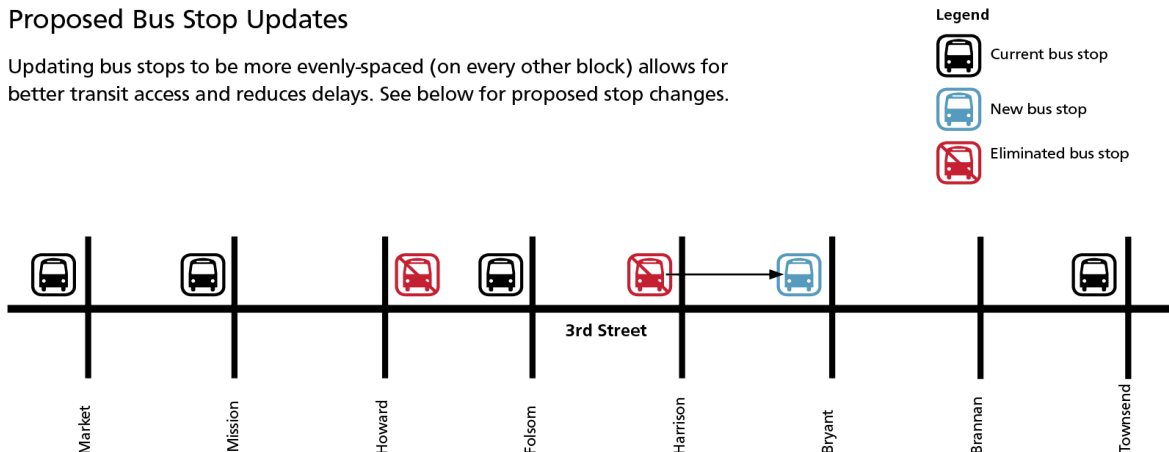 Proposed Bus Stop Updates
Updating bus stops to be more evenly-spaced (on every other block) allows for
better transit access and reduces delays. See below for proposed stop changes.
Legend
Current bus stop
New bus stop
Eliminated bus stop
3rd Street
Market
Mission
Howard
Folsom
Harrison
Bryant
Brannan
Townsend